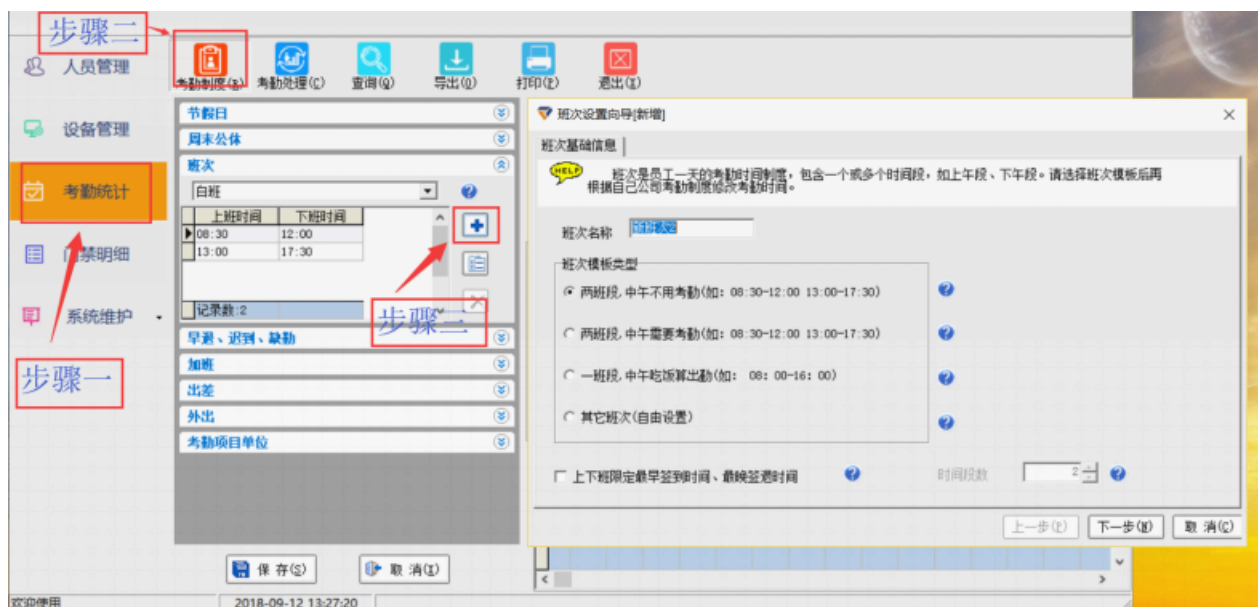 步骤二
人员管理
设备管理
考勤统计
禁明细
系统维护
步骤一
考勤制度(B)
考勤处理(C)
查询(Q)
导出(O)
打印(P)
退出(X)
节假日
周末公休
班次
白班
上班时间 下班时间
08:30 12:00
13:00 17:30
记录数:2
步骤三
早退、迟到、缺勤
加班
出差
外出
考勤项目单位
保 存(S)
取 消(I)
班次设置向导[新增]
班次基础信息
HELP
班次是员工一天的考勤时间制度，包含一个或多个时间段，如上午段、下午段。请选择班次模板后再
根据自己公司考勤制度修改考勤时间。
班次名称
班次模板类型
两班段,中午不用考勤(如: 08:30-12:00 13:00-17:30)
两班段,中午需要考勤(如: 08:30-12:00 13:00-17:30)
一班段,中午吃饭算出勤(如: 08: 00-16: 00)
其它班次(自由设置)
上下班限定最早签到时间、最晚签退时间
时间段数 2
上一步(P)
下一步(N)
取 消(C)
欢迎使用
2018-09-12 13:27:20